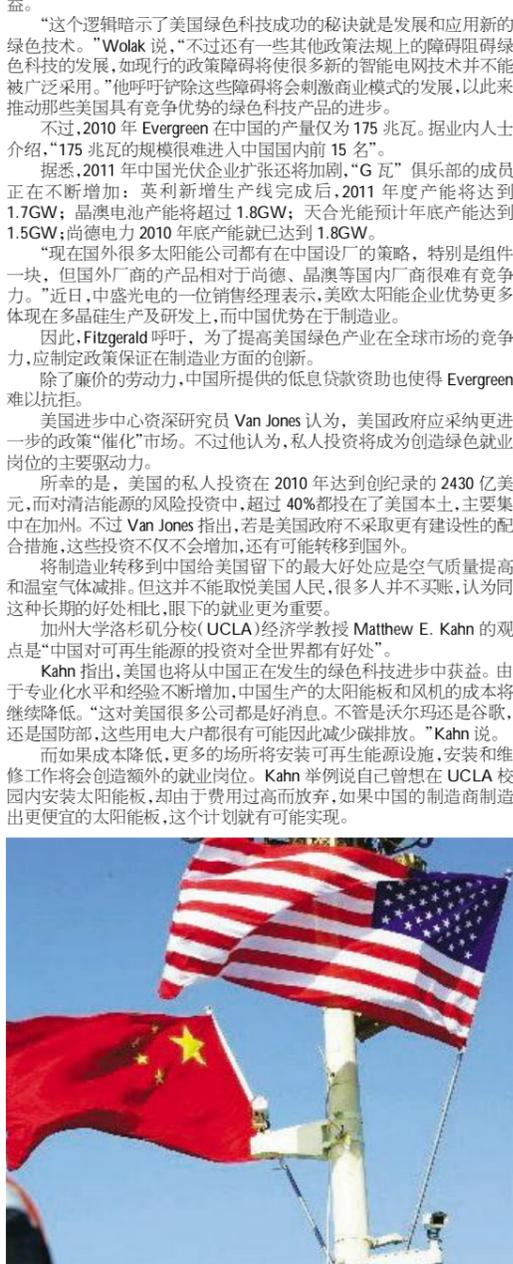 益。
“这个逻辑暗示了美国绿色科技成功的秘诀就是发展和应用新的
绿色技术。”Wolak 说，“不过还有一些其他政策法规上的障碍阻碍绿
色科技的发展，如现行的政策障碍将使很多新的智能电网技术并不能
被广泛采用。”他呼吁铲除这些障碍将会刺激商业模式的发展，以此来
推动那些美国具有竞争优势的绿色科技产品的进步。
不过，2010 年 Evergreen 在中国的产量仅为 175 兆瓦。据业内人士
介绍，“175 兆瓦的规模很难进入中国国内前 15 名”。
据悉，2011 年中国光伏企业扩张还将加剧，“G 瓦”俱乐部的成员
正在不断增加：英利新增生产线完成后，2011 年度产能将达到
1.7GW；晶澳电池产能将超过 1.8GW；天合光能预计年底产能达到
1.5GW；尚德电力 2010 年底产能就已达到 1.8GW。
“现在国外很多太阳能公司都有在中国设厂的策略，特别是组件
一块，但国外厂商的产品相对于尚德、晶澳等国内厂商很难有竞争
力。”近日，中盛光电的一位销售经理表示，美欧太阳能企业优势更多
体现在多晶硅生产及研发上，而中国优势在于制造业。
因此，Fitzgerald 呼吁，为了提高美国绿色产业在全球市场的竞争
力，应制定政策保证在制造业方面的创新。
除了廉价的劳动力，中国所提供的低息贷款资助也使得 Evergreen
难以抗拒。
美国进步中心资深研究员 Van Jones 认为，美国政府应采纳更进
一步的政策“催化”市场。不过他认为，私人投资将成为创造绿色就业
岗位的主要驱动力。
所幸的是，美国的私人投资在 2010 年达到创纪录的 2430 亿美
元，而对清洁能源的风险投资中，超过 40%都投在了美国本土，主要集
中在加州。不过 Van Jones 指出，若是美国政府不采取更有建设性的配
合措施，这些投资不仅不会增加，还有可能转移到国外。
将制造业转移到中国给美国留下的最大好处应是空气质量提高
和温室气体减排。但这并不能取悦美国人民，很多人并不买账，认为同
这种长期的好处相比，眼下的就业更为重要。
加州大学洛杉矶分校（UCLA）经济学教授 Matthew E. Kahn 的观
点是“中国对可再生能源的投资对全世界都有好处”。
Kahn 指出，美国也将从中国正在发生的绿色科技进步中获益。由
于专业化水平和经验不断增加，中国生产的太阳能板和风机的成本将
继续降低。“这对美国很多公司都是好消息。不管是沃尔玛还是谷歌，
还是国防部，这些用电大户都很有可能因此减少碳排放。”Kahn 说。
而如果成本降低，更多的场所将安装可再生能源设施，安装和维
修工作将会创造额外的就业岗位。Kahn 举例说自己曾想在 UCLA 校
园内安装太阳能板，却由于费用过高而放弃，如果中国的制造商制造
出更便宜的太阳能板，这个计划就有可能实现。